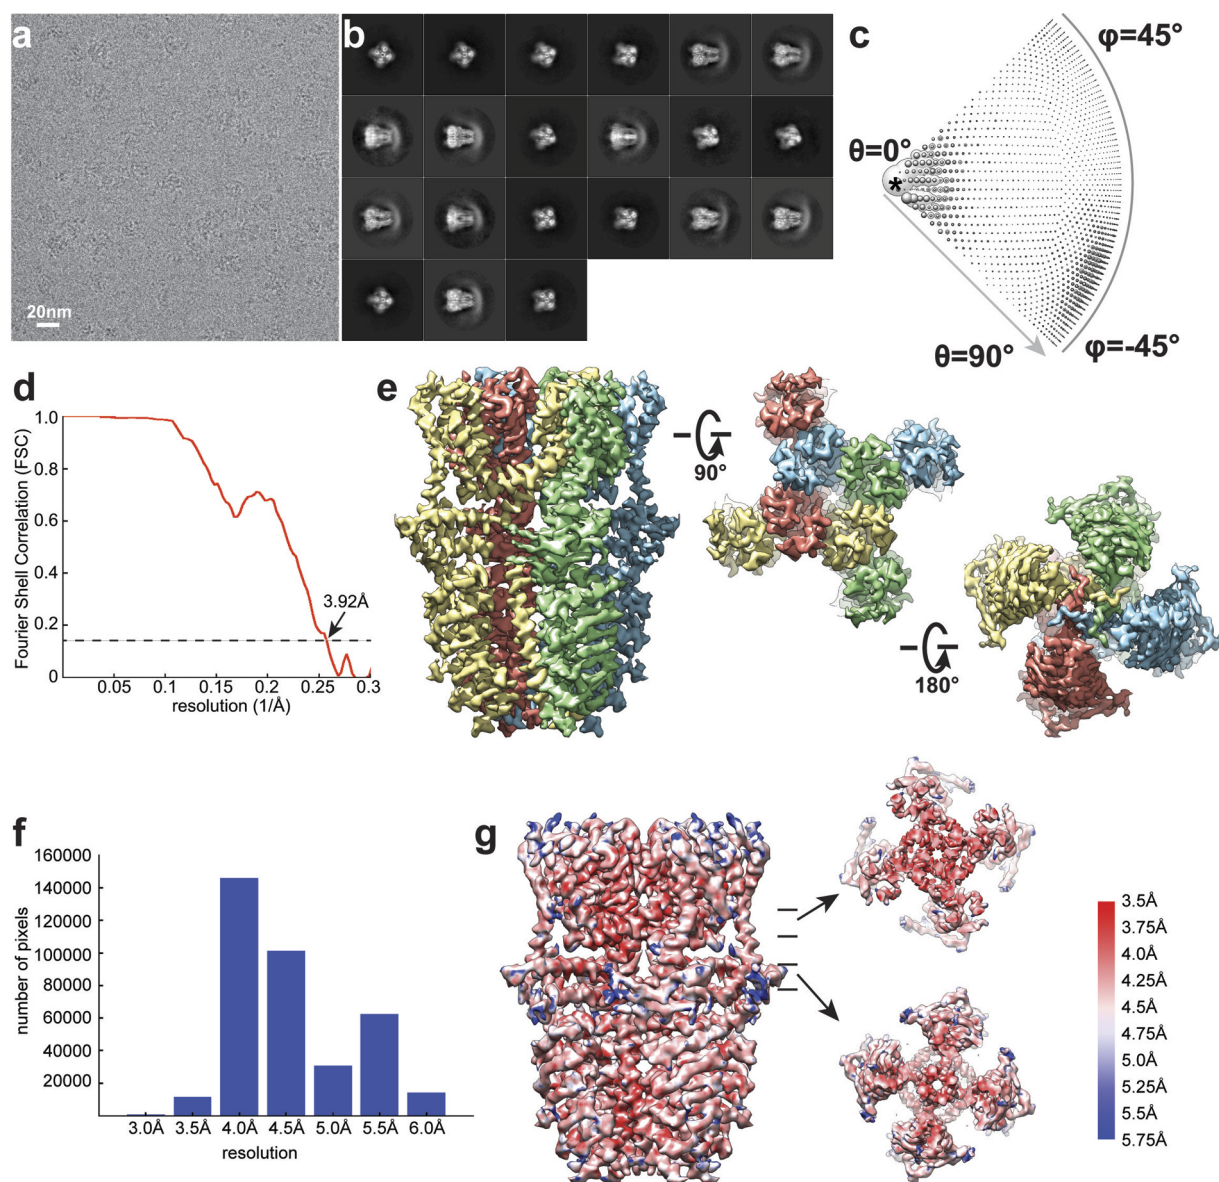 a
20nm
b
c
φ=45°
θ=0°
*
θ=90°
φ=-45°
d
Fourier Shell Correlation (FSC)
1.0
0.8
0.6
0.4
0.2
0
3.92Å
0.05 0.1 0.15 0.2 0.25 0.3
resolution (1/Å)
e
90°
180°
f
number of pixels
160000
140000
120000
100000
80000
60000
40000
20000
3.0Å 3.5Å 4.0Å 4.5Å 5.0Å 5.5Å 6.0Å
resolution
g
3.5Å
3.75Å
4.0Å
4.25Å
4.5Å
4.75Å
5.0Å
5.25Å
5.5Å
5.75Å